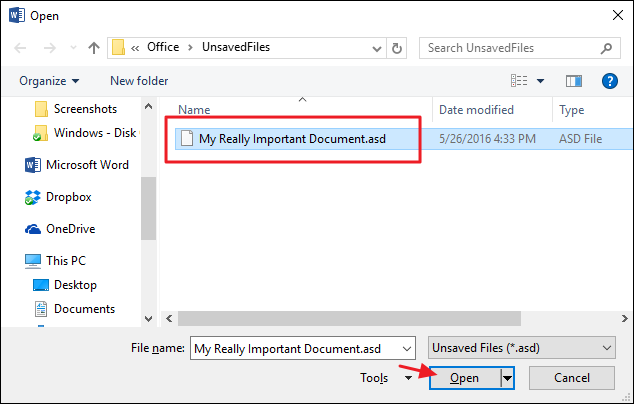 Open
« Office > UnsavedFiles
Search UnsavedFiles
Organize
New folder
Name
Date modified
Type
Screenshots
Windows - Disk
My Really Important Document.asd
5/26/2016 4:33 PM
ASD File
Microsoft Word
Dropbox
OneDrive
This PC
Desktop
Documents
File name:
My Really Important Document.asd
Unsaved Files (*.asd)
Tools
Open
Cancel